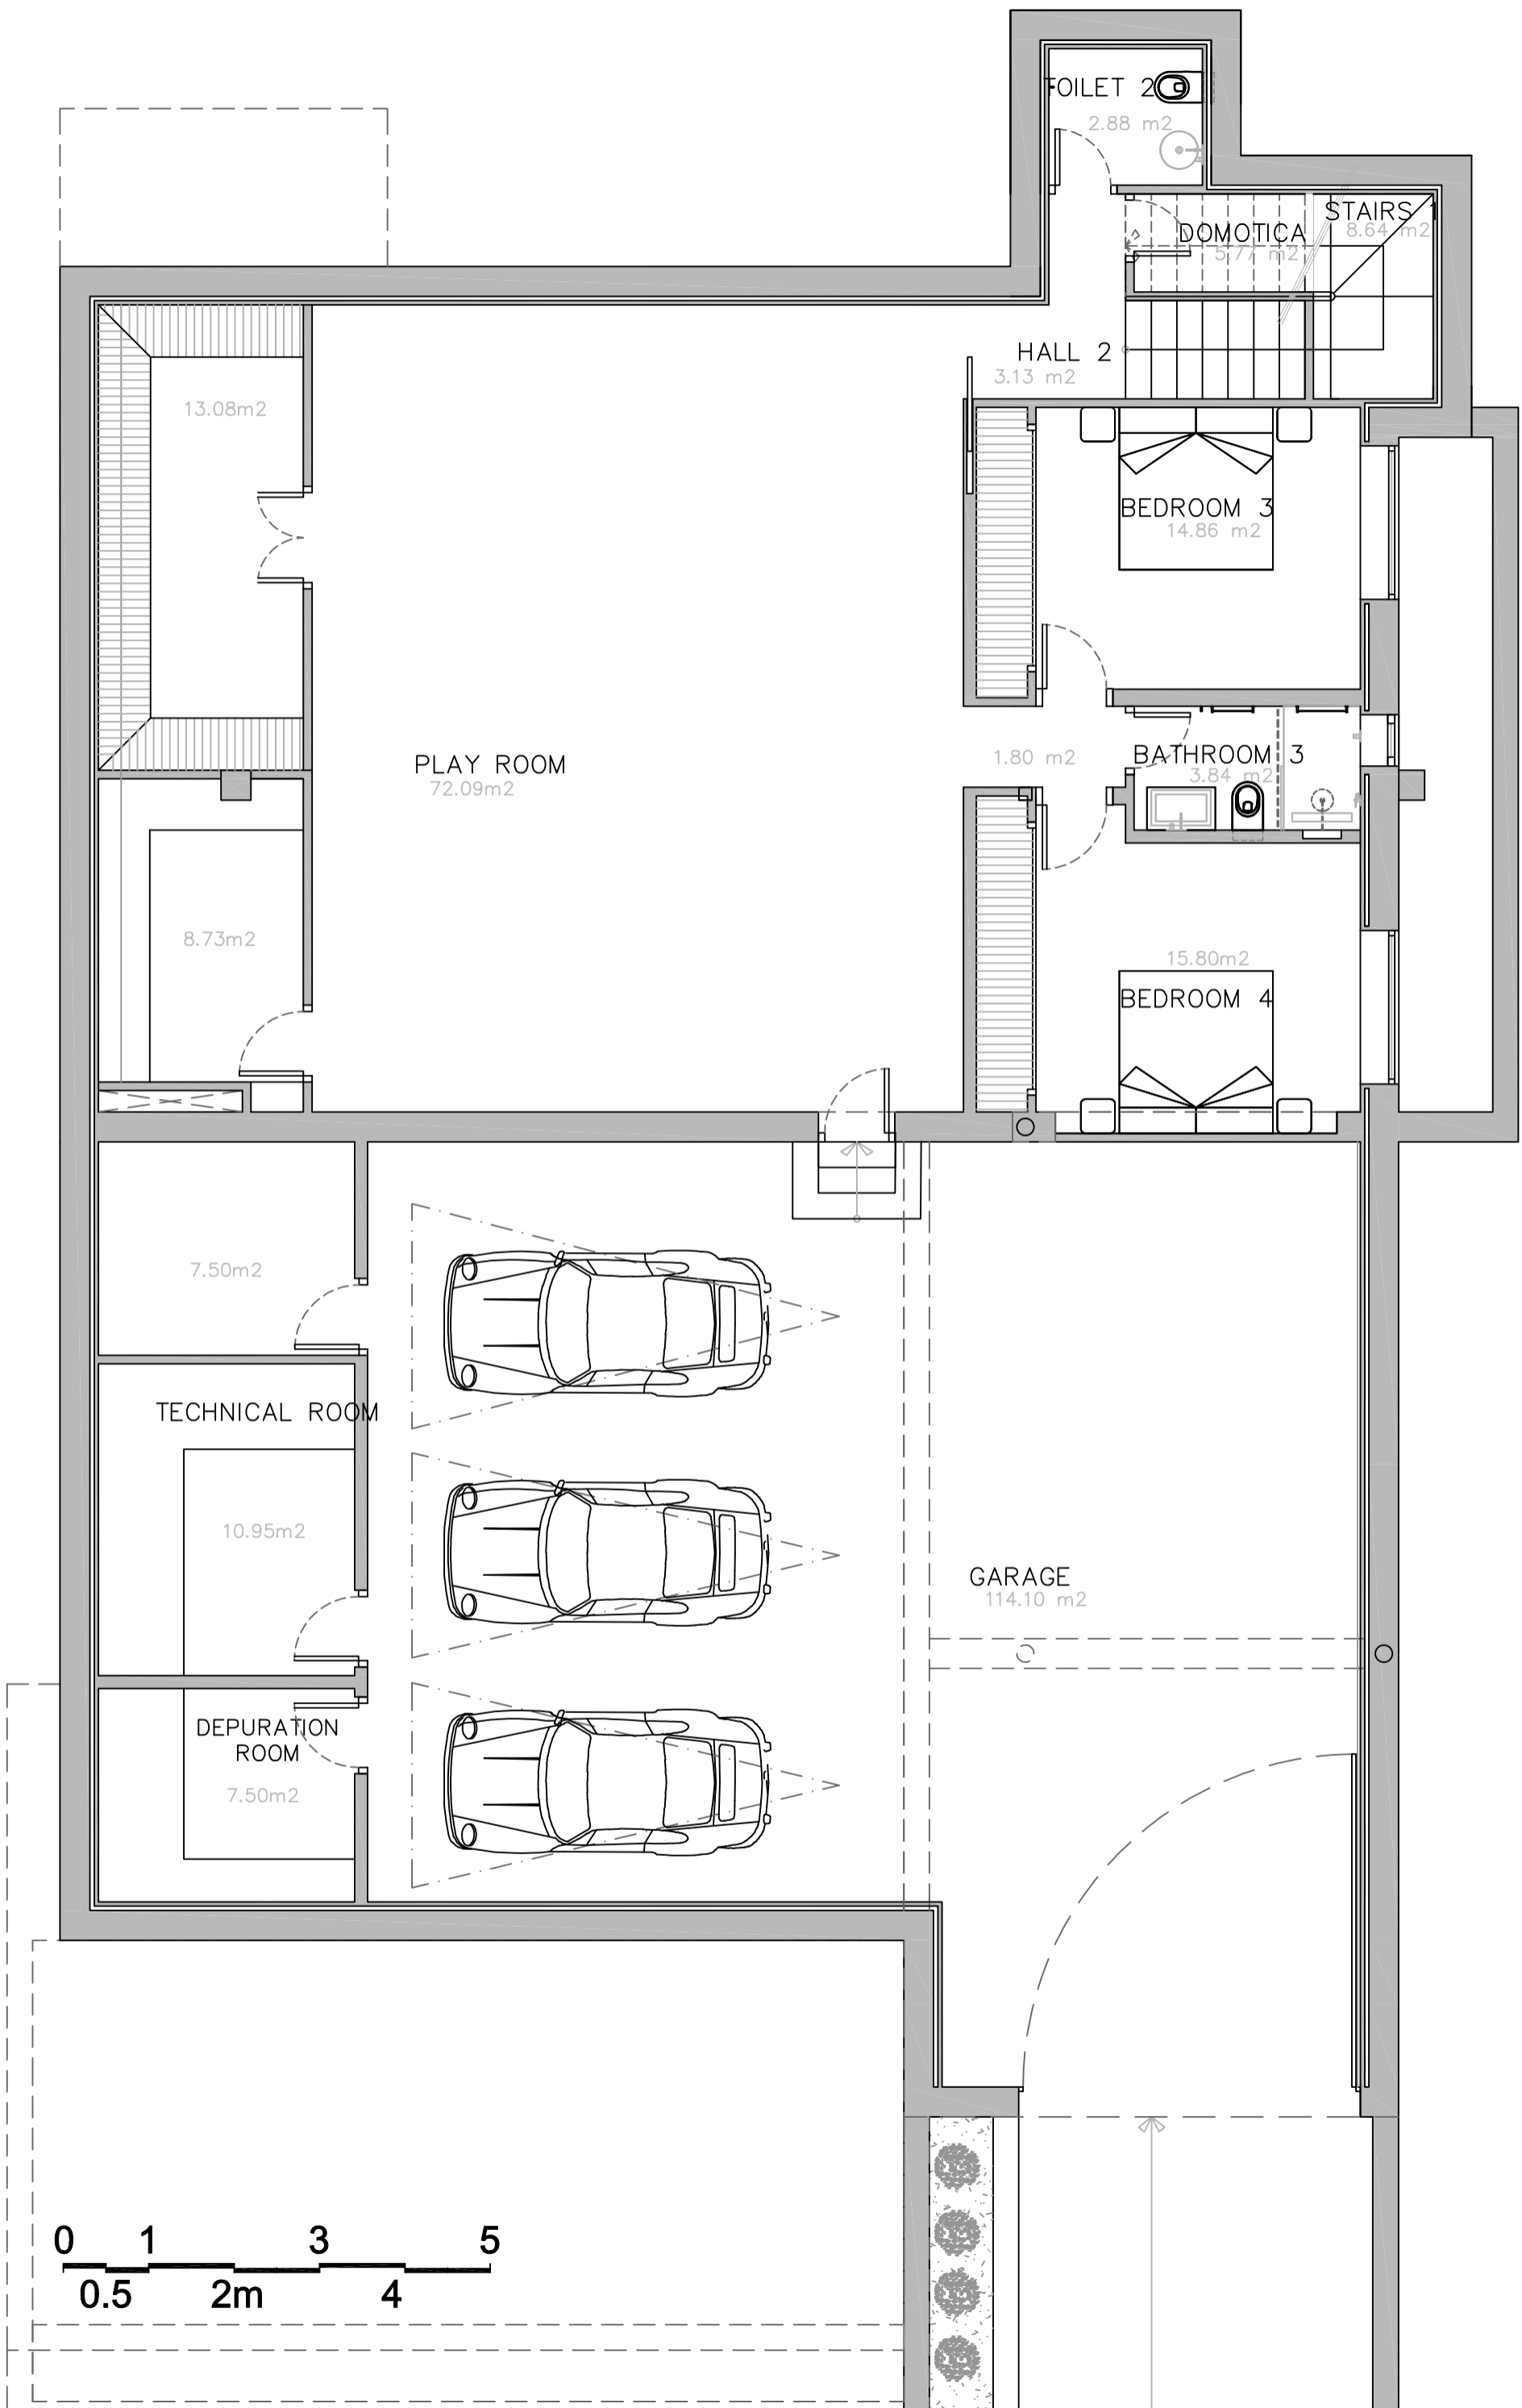 TOILET 2
2.88 m2
STAIRS 1
8.64 m2
DOMOTICA
5.77 m2
HALL 2
3.13 m2
13.08m2
BEDROOM 3
14.86 m2
PLAY ROOM
72.09m2
1.80 m2
BATHROOM 3
3.84 m2
8.73m2
15.80m2
BEDROOM 4
7.50m2
TECHNICAL ROOM
10.95m2
GARAGE
114.10 m2
DEPURATION
ROOM
7.50m2
0 1 3 5
0.5 2m 4